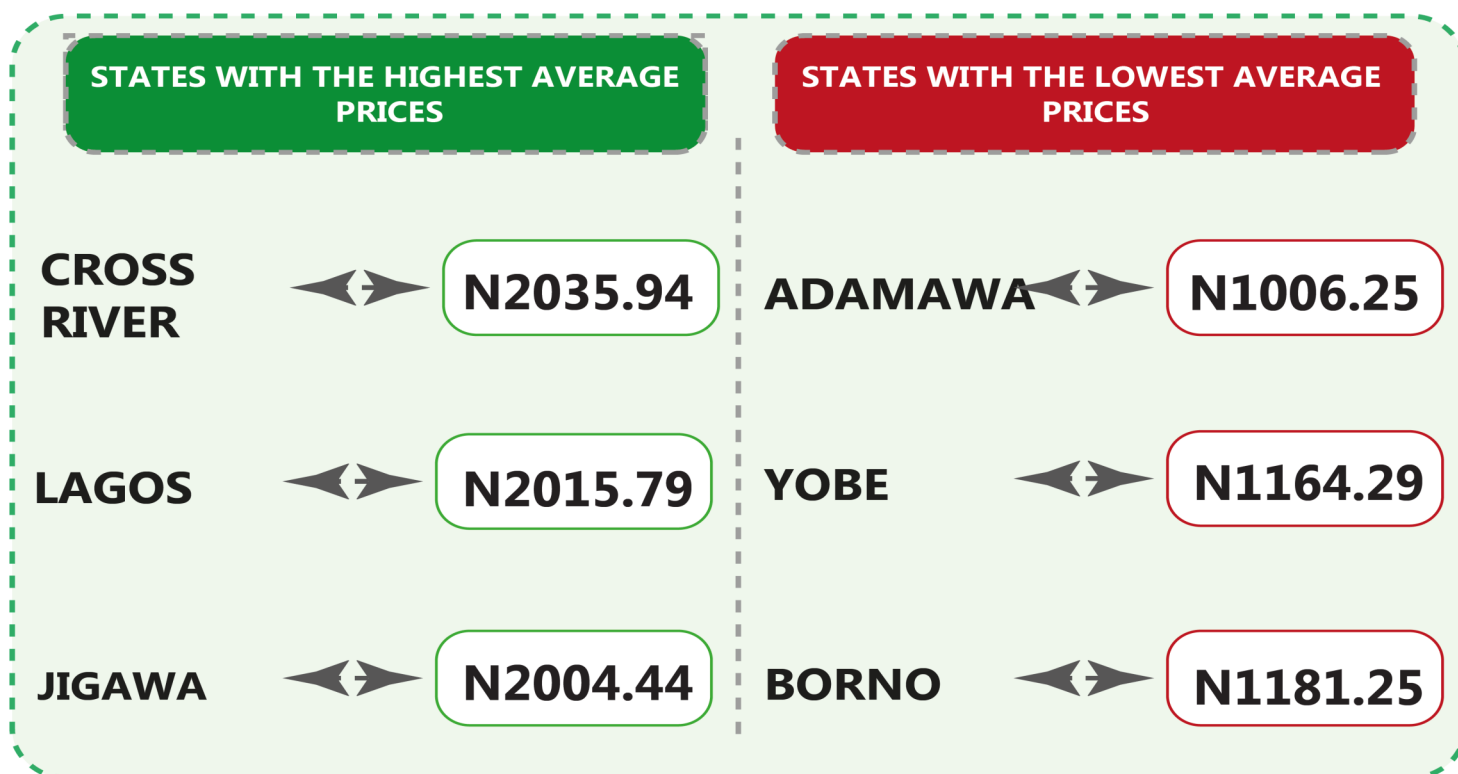 STATES WITH THE HIGHEST AVERAGE
PRICES
CROSS
RIVER
N2035.94
LAGOS
N2015.79
JIGAWA
N2004.44
STATES WITH THE LOWEST AVERAGE
PRICES
ADAMAWA
N1006.25
YOBE
N1164.29
BORNO
N1181.25